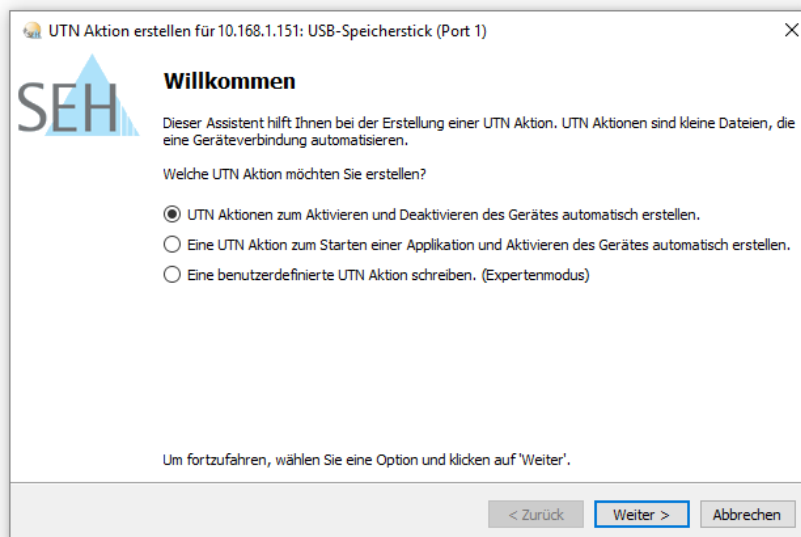 UTN Aktion erstellen für 10.168.1.151: USB-Speicherstick (Port 1)
SEH
Willkommen
Dieser Assistent hilft Ihnen bei der Erstellung einer UTN Aktion. UTN Aktionen sind kleine Dateien, die
eine Geräteverbindung automatisieren.
Welche UTN Aktion möchten Sie erstellen?
UTN Aktionen zum Aktivieren und Deaktivieren des Gerätes automatisch erstellen.
Eine UTN Aktion zum Starten einer Applikation und Aktivieren des Gerätes automatisch erstellen.
Eine benutzerdefinierte UTN Aktion schreiben. (Expertenmodus)
Um fortzufahren, wählen Sie eine Option und klicken auf 'Weiter'.
< Zurück Weiter > Abbrechen